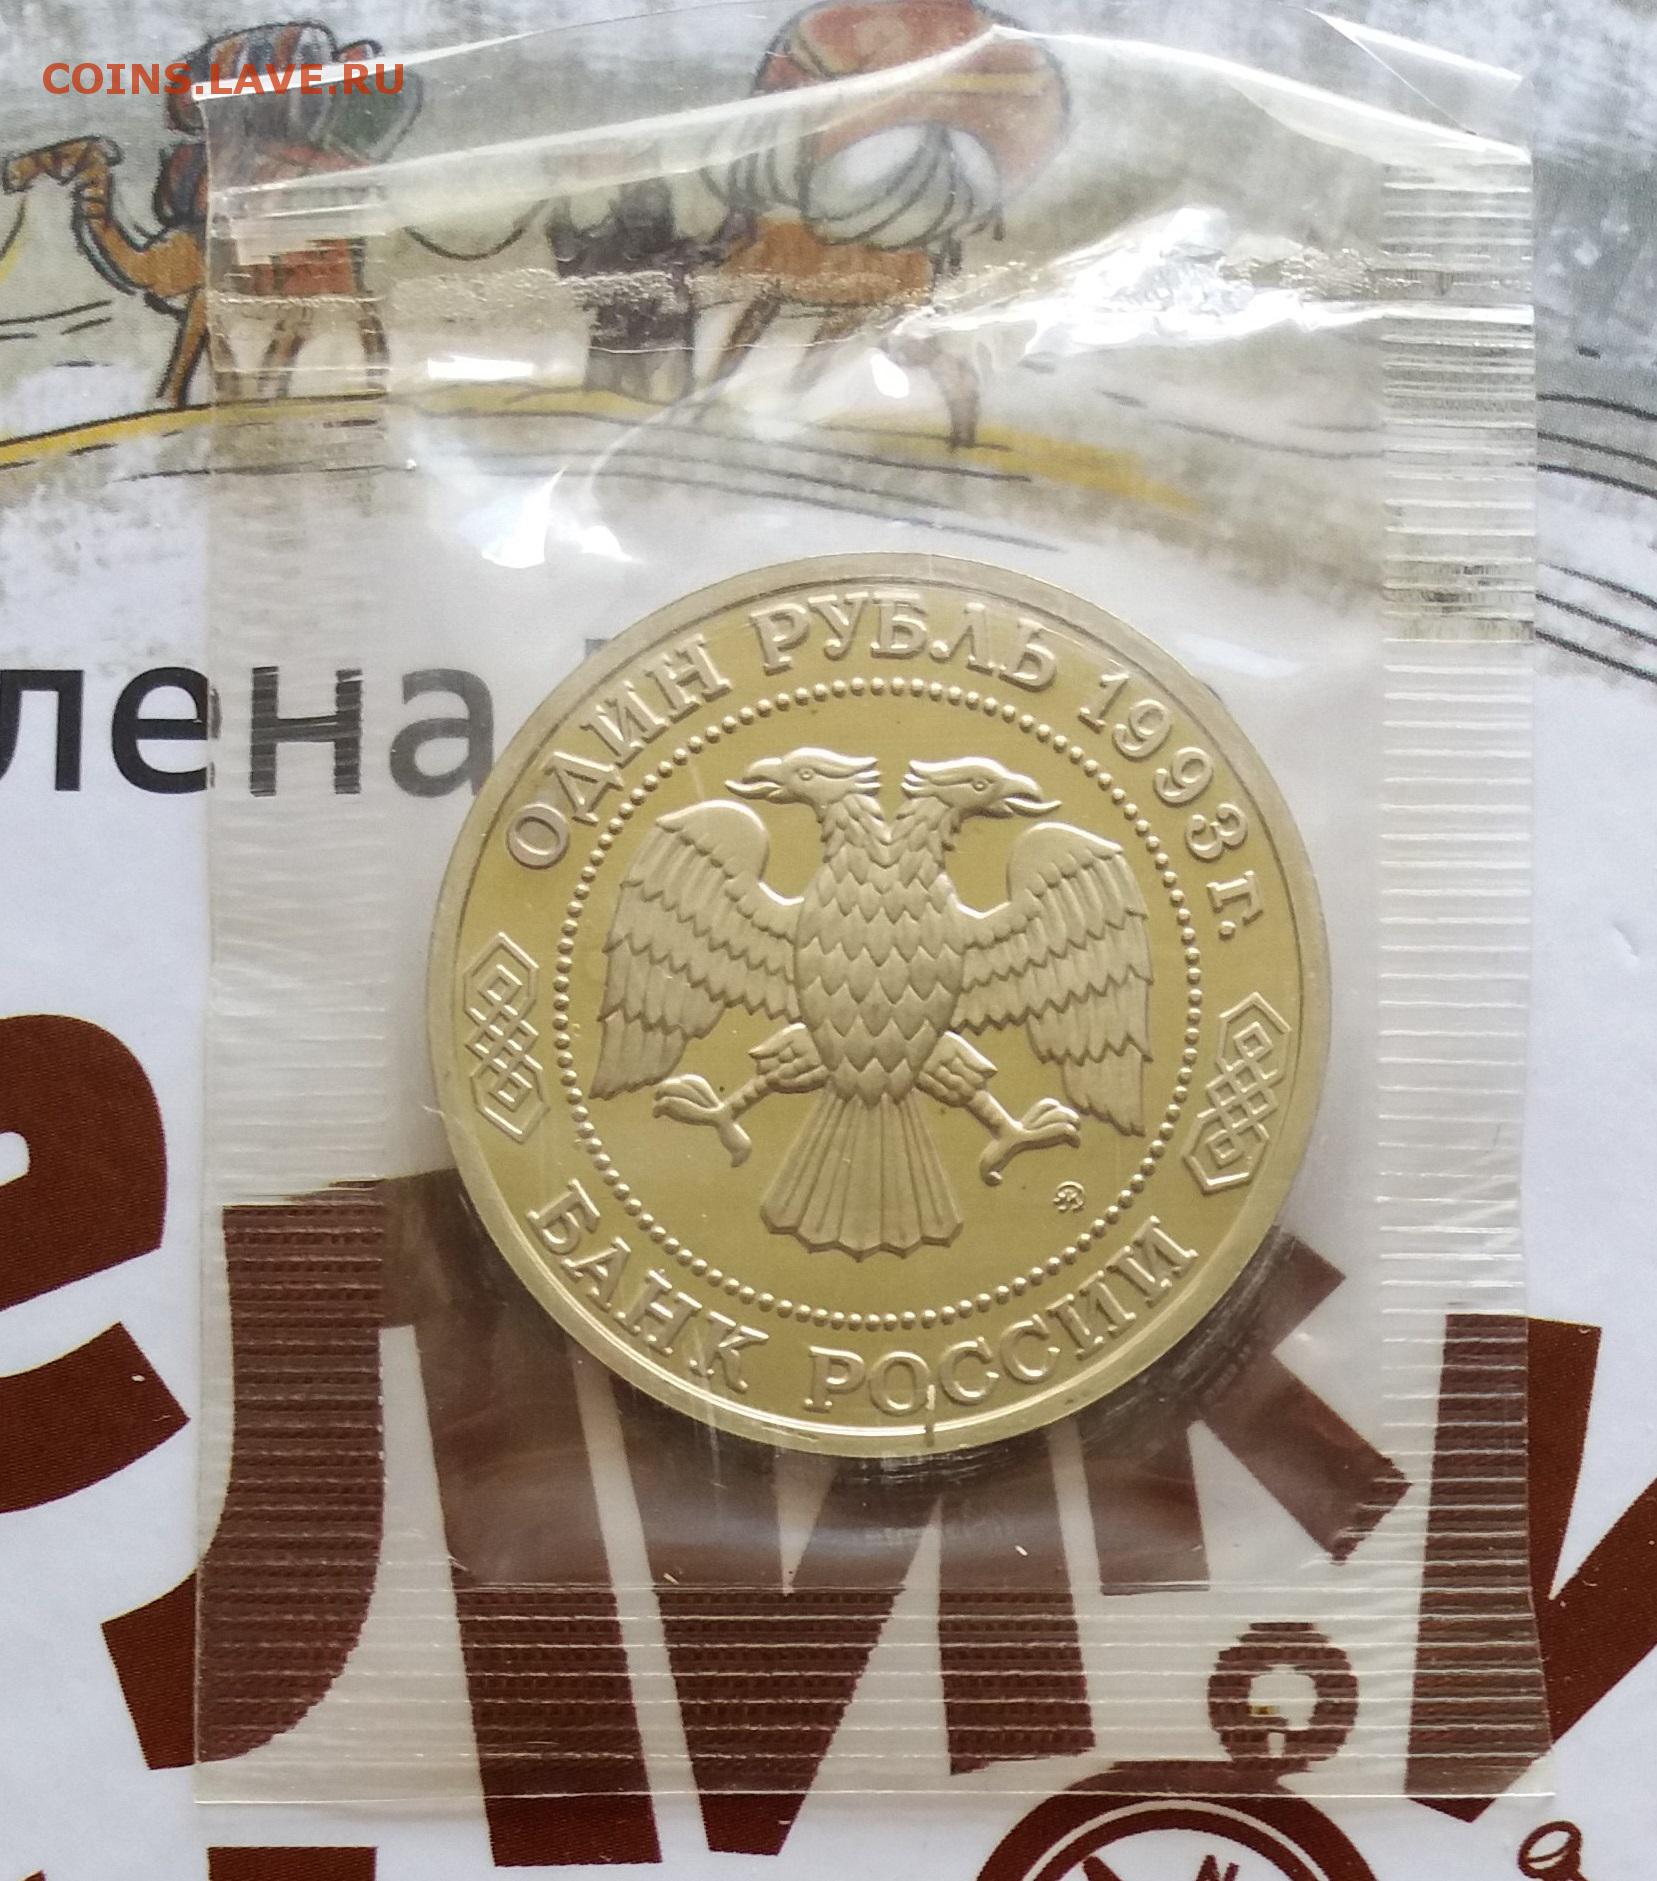 COINS.LAVE.RU
лена
ОДИН РУБЛЬ 1993 г.
БАНК РОССИИ
N